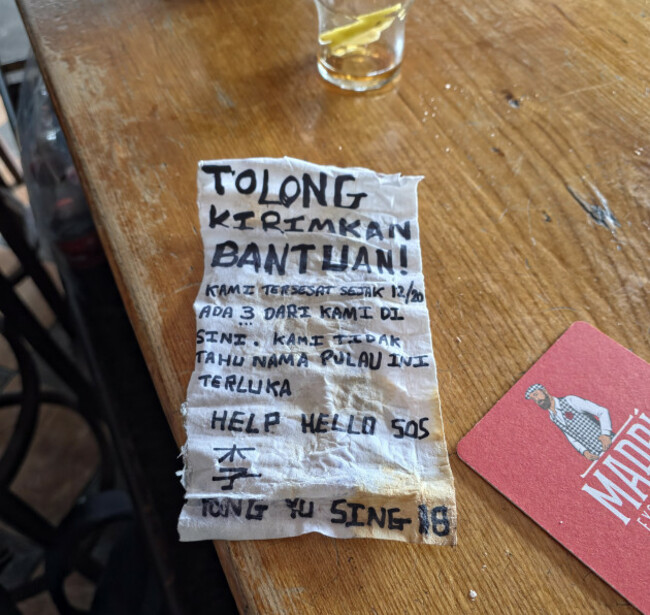 TOLONG
KIRIMKAN
BANTUAN!
KAMI TERSESAT SEJAK 12/20
ADA 3 DARI KAMI DI
SINI. KAMI TIDAK
TAHU NAMA PULAU INI
TERLUKA
HELP HELLO SOS
TONG YU SING 18